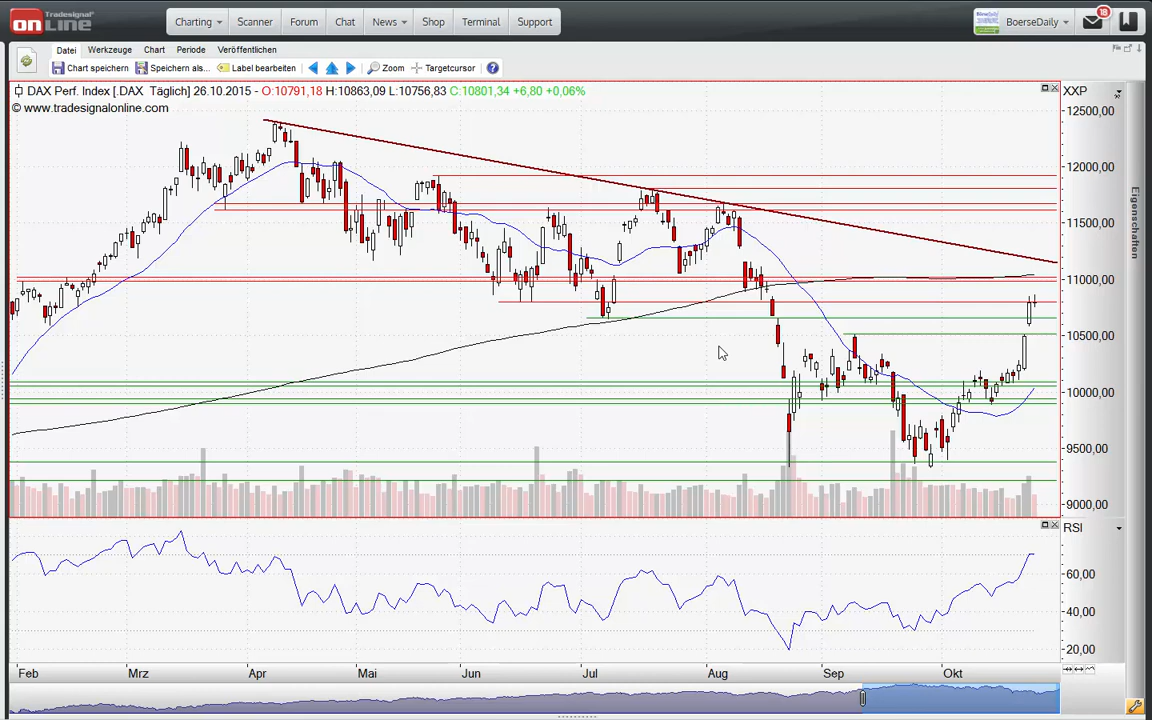 Tradesignal
onLine
Charting Scanner Forum Chat News Shop Terminal Support
BoerseDaily
18
Datei Werkzeuge Chart Periode Veröffentlichen
Chart speichern Speichern als... Label bearbeiten Zoom Targetcursor
DAX Perf. Index [.DAX Täglich] 26.10.2015 - O:10791,18 H:10863,09 L:10756,83 C:10801,34 +6,80 +0,06%
© www.tradesignalonline.com
XXP
12500,00
12000,00
11500,00
11000,00
10500,00
10000,00
9500,00
9000,00
Eigenschaften
RSI
60,00
40,00
20,00
Feb Mrz Apr Mai Jun Jul Aug Sep Okt